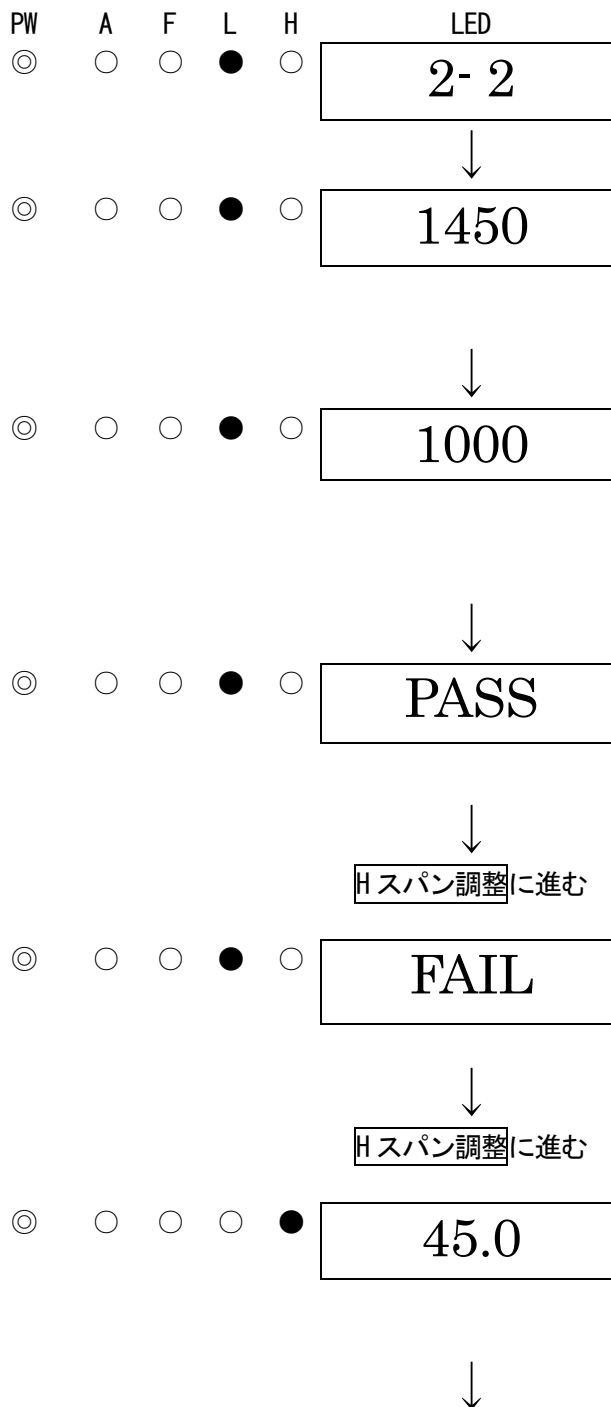 PW A F L H LED
◎ ○ ○ ● ○ 2- 2
↓
◎ ○ ○ ● ○ 1450
↓
◎ ○ ○ ● ○ 1000
↓
◎ ○ ○ ● ○ PASS
↓
Hスパン調整に進む
◎ ○ ○ ● ○ FAIL
↓
Hスパン調整に進む
◎ ○ ○ ○ ● 45.0
↓